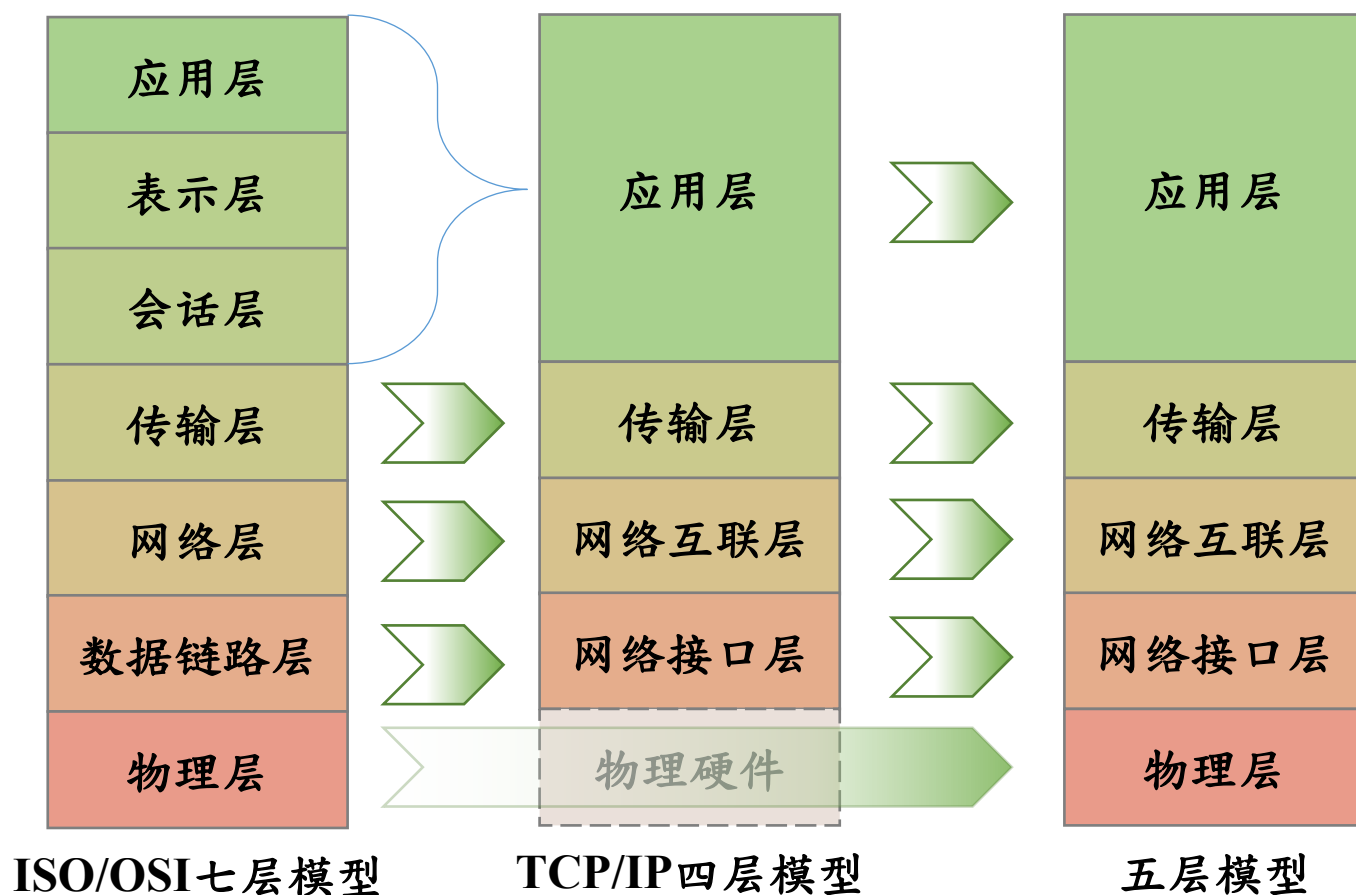 应用层
表示层
会话层
传输层
网络层
数据链路层
物理层
ISO/OSI七层模型
应用层
传输层
网络互联层
网络接口层
物理硬件
TCP/IP四层模型
应用层
传输层
网络互联层
网络接口层
物理层
五层模型